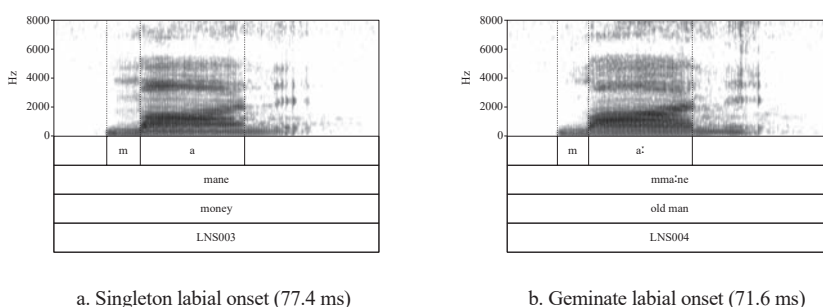 8000
6000
4000
2000
0
Hz
m a
mane
money
LNS003
a. Singleton labial onset (77.4 ms)
8000
6000
4000
2000
0
Hz
m aː
mmaːne
old man
LNS004
b. Geminate labial onset (71.6 ms)